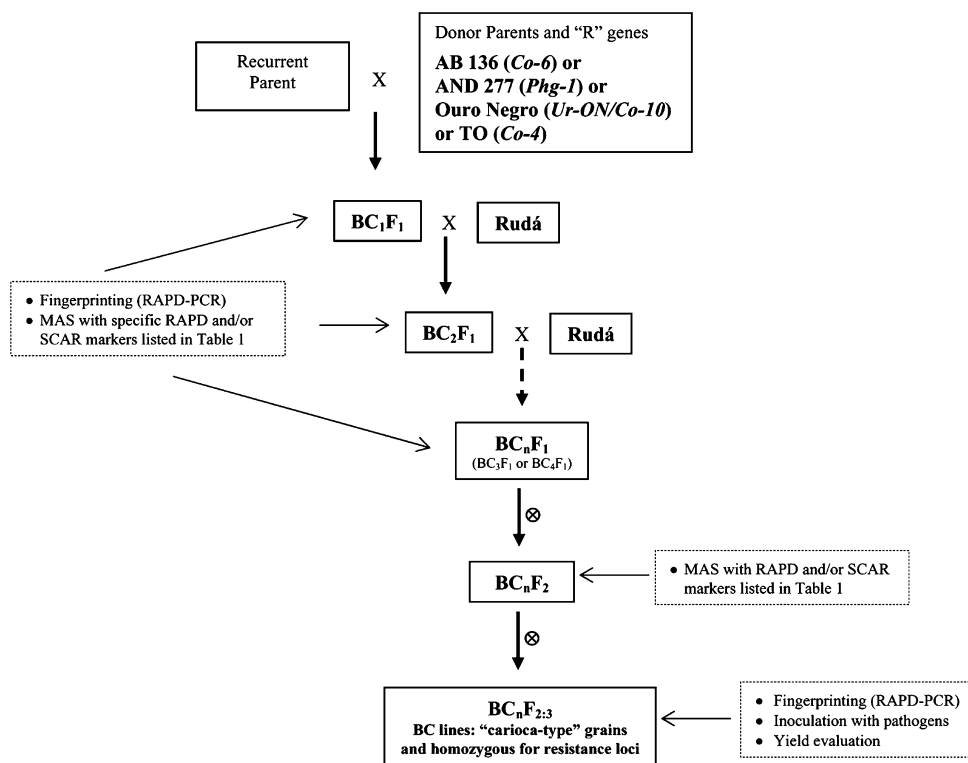 Recurrent
Parent
X
Donor Parents and “R” genes
AB 136 (Co-6) or
AND 277 (Phg-1) or
Ouro Negro (Ur-ON/Co-10)
or TO (Co-4)
BC₁F₁
X
Rudá
● Fingerprinting (RAPD-PCR)
● MAS with specific RAPD and/or
SCAR markers listed in Table 1
BC₂F₁
X
Rudá
BCₙF₁
(BC₃F₁ or BC₄F₁)
⊗
BCₙF₂
● MAS with RAPD and/or SCAR
markers listed in Table 1
⊗
BCₙF₂:₃
BC lines: “carioca-type” grains
and homozygous for resistance loci
● Fingerprinting (RAPD-PCR)
● Inoculation with pathogens
● Yield evaluation